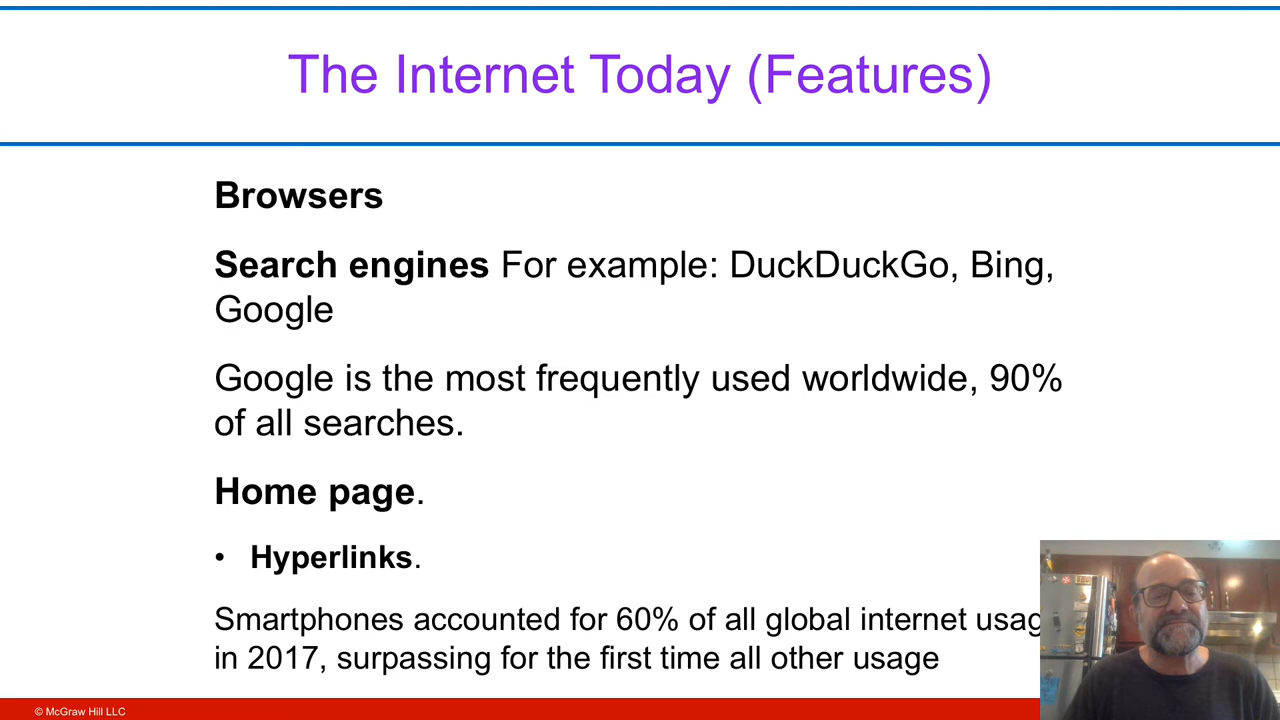 The Internet Today (Features)
Browsers
Search engines For example: DuckDuckGo, Bing,
Google
Google is the most frequently used worldwide, 90%
of all searches.
Home page.
• Hyperlinks.
Smartphones accounted for 60% of all global internet usag
in 2017, surpassing for the first time all other usage
© McGraw Hill LLC